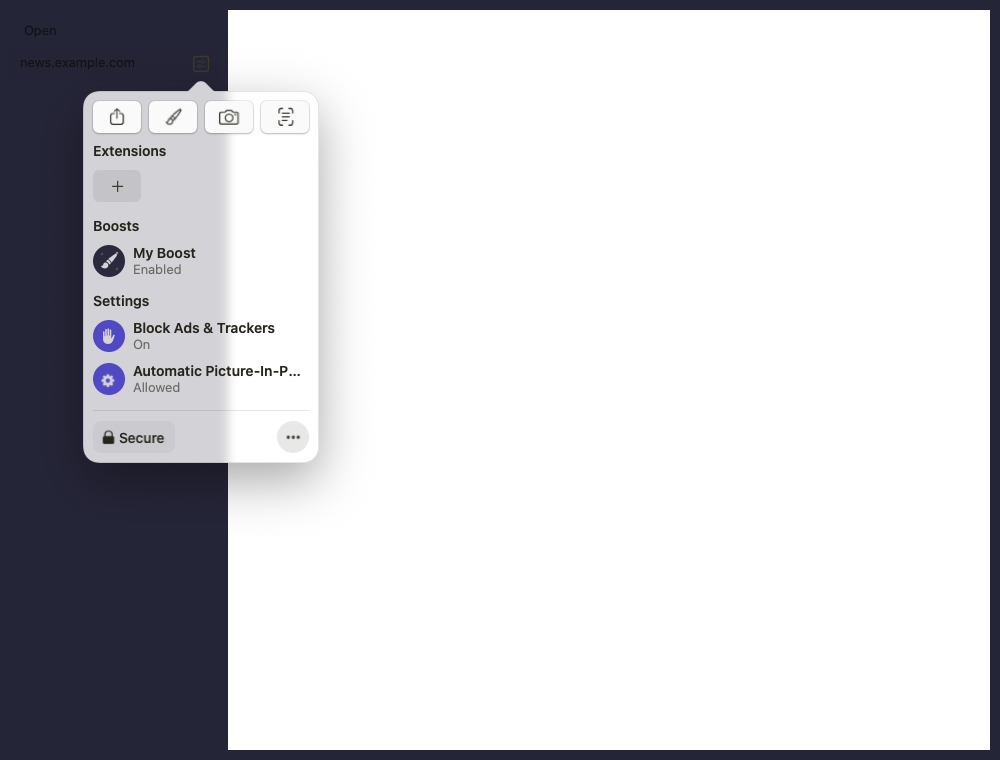 Open
news.example.com
Extensions
Boosts
My Boost
Enabled
Settings
Block Ads & Trackers
On
Automatic Picture-In-P...
Allowed
Secure